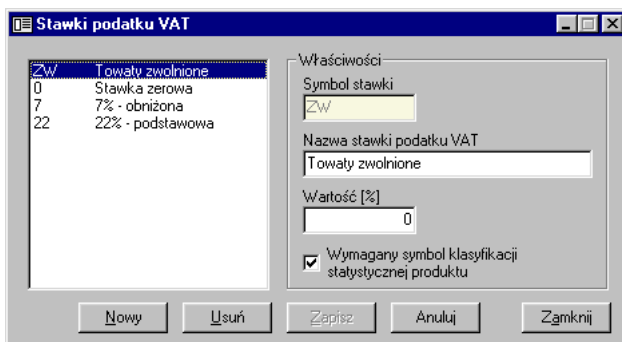 Stawki podatku VAT
ZW Towaty zwolnione
0 Stawka zerowa
7 7% - obniżona
22 22% - podstawowa
Właściwości
Symbol stawki
ZW
Nazwa stawki podatku VAT
Towaty zwolnione
Wartość [%]
0
Wymagany symbol klasyfikacji
statystycznej produktu
Nowy Usuń Zapisz Anuluj Zamknij